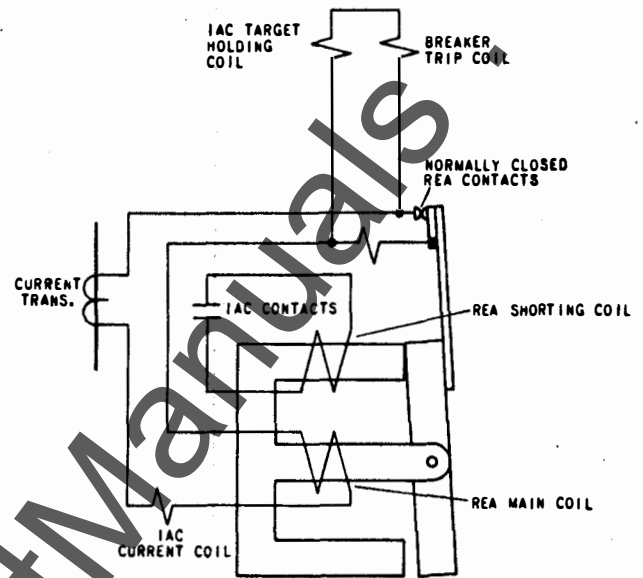 IAC TARGET
HOLDING
COIL
BREAKER
TRIP COIL
NORMALLY CLOSED
REA CONTACTS
CURRENT
TRANS.
IAC CONTACTS
REA SHORTING COIL
REA MAIN COIL
IAC
CURRENT COIL
tManuals.